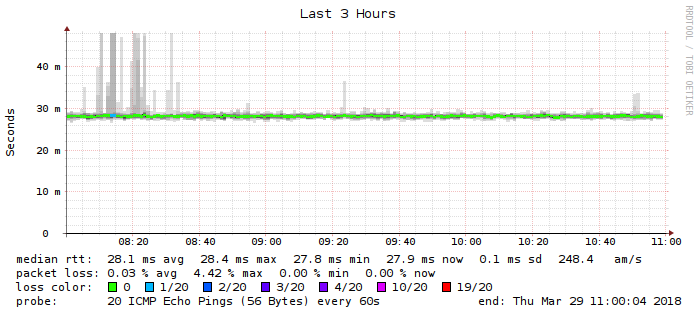 Last 3 Hours
RRDTOOL / TOBI OETIKER
Seconds
40 m
30 m
20 m
10 m
0
08:20 08:40 09:00 09:20 09:40 10:00 10:20 10:40 11:00
median rtt: 28.1 ms avg 28.4 ms max 27.8 ms min 27.9 ms now 0.1 ms sd 248.4 am/s
packet loss: 0.03 % avg 4.42 % max 0.00 % min 0.00 % now
loss color: 0 1/20 2/20 3/20 4/20 10/20 19/20
probe: 20 ICMP Echo Pings (56 Bytes) every 60s end: Thu Mar 29 11:00:04 2018